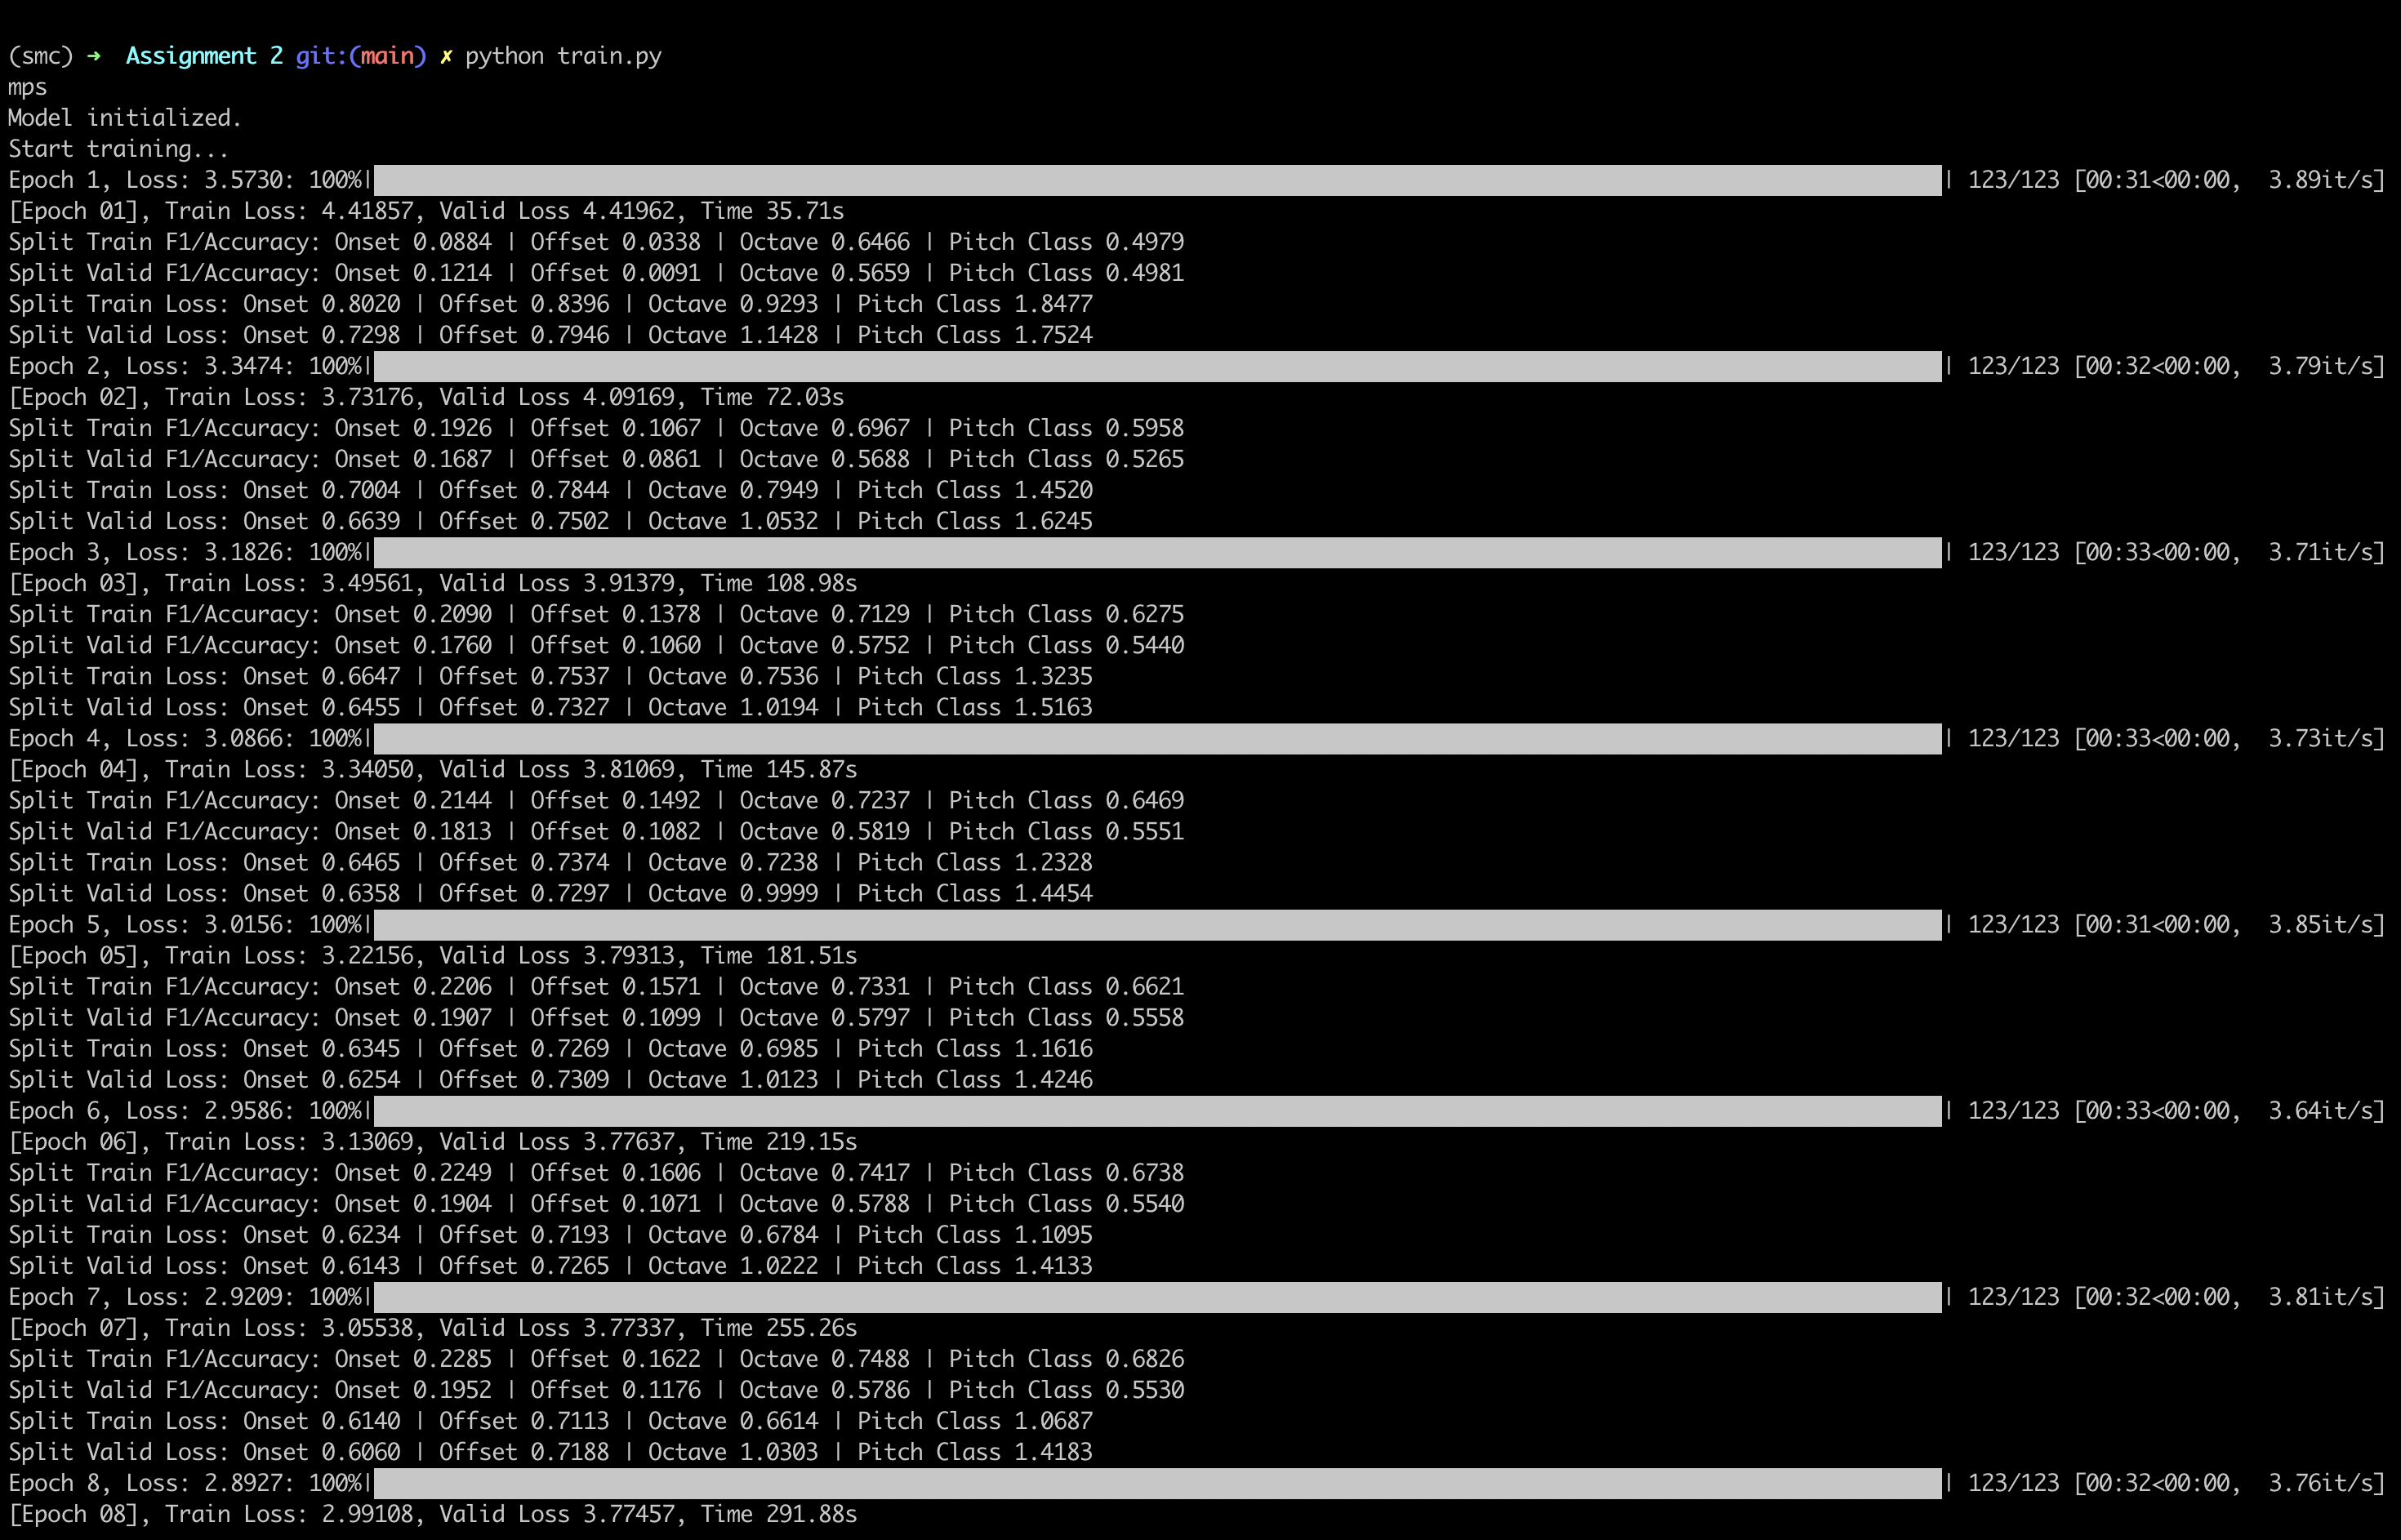 (smc) ➜  Assignment 2 git:(main) ✗ python train.py
mps
Model initialized.
Start training...
Epoch 1, Loss: 3.5730: 100%|██████████| 123/123 [00:31<00:00,  3.89it/s]
[Epoch 01], Train Loss: 4.41857, Valid Loss 4.41962, Time 35.71s
Split Train F1/Accuracy: Onset 0.0884 | Offset 0.0338 | Octave 0.6466 | Pitch Class 0.4979
Split Valid F1/Accuracy: Onset 0.1214 | Offset 0.0091 | Octave 0.5659 | Pitch Class 0.4981
Split Train Loss: Onset 0.8020 | Offset 0.8396 | Octave 0.9293 | Pitch Class 1.8477
Split Valid Loss: Onset 0.7298 | Offset 0.7946 | Octave 1.1428 | Pitch Class 1.7524
Epoch 2, Loss: 3.3474: 100%|██████████| 123/123 [00:32<00:00,  3.79it/s]
[Epoch 02], Train Loss: 3.73176, Valid Loss 4.09169, Time 72.03s
Split Train F1/Accuracy: Onset 0.1926 | Offset 0.1067 | Octave 0.6967 | Pitch Class 0.5958
Split Valid F1/Accuracy: Onset 0.1687 | Offset 0.0861 | Octave 0.5688 | Pitch Class 0.5265
Split Train Loss: Onset 0.7004 | Offset 0.7844 | Octave 0.7949 | Pitch Class 1.4520
Split Valid Loss: Onset 0.6639 | Offset 0.7502 | Octave 1.0532 | Pitch Class 1.6245
Epoch 3, Loss: 3.1826: 100%|██████████| 123/123 [00:33<00:00,  3.71it/s]
[Epoch 03], Train Loss: 3.49561, Valid Loss 3.91379, Time 108.98s
Split Train F1/Accuracy: Onset 0.2090 | Offset 0.1378 | Octave 0.7129 | Pitch Class 0.6275
Split Valid F1/Accuracy: Onset 0.1760 | Offset 0.1060 | Octave 0.5752 | Pitch Class 0.5440
Split Train Loss: Onset 0.6647 | Offset 0.7537 | Octave 0.7536 | Pitch Class 1.3235
Split Valid Loss: Onset 0.6455 | Offset 0.7327 | Octave 1.0194 | Pitch Class 1.5163
Epoch 4, Loss: 3.0866: 100%|██████████| 123/123 [00:33<00:00,  3.73it/s]
[Epoch 04], Train Loss: 3.34050, Valid Loss 3.81069, Time 145.87s
Split Train F1/Accuracy: Onset 0.2144 | Offset 0.1492 | Octave 0.7237 | Pitch Class 0.6469
Split Valid F1/Accuracy: Onset 0.1813 | Offset 0.1082 | Octave 0.5819 | Pitch Class 0.5551
Split Train Loss: Onset 0.6465 | Offset 0.7374 | Octave 0.7238 | Pitch Class 1.2328
Split Valid Loss: Onset 0.6358 | Offset 0.7297 | Octave 0.9999 | Pitch Class 1.4454
Epoch 5, Loss: 3.0156: 100%|██████████| 123/123 [00:31<00:00,  3.85it/s]
[Epoch 05], Train Loss: 3.22156, Valid Loss 3.79313, Time 181.51s
Split Train F1/Accuracy: Onset 0.2206 | Offset 0.1571 | Octave 0.7331 | Pitch Class 0.6621
Split Valid F1/Accuracy: Onset 0.1907 | Offset 0.1099 | Octave 0.5797 | Pitch Class 0.5558
Split Train Loss: Onset 0.6345 | Offset 0.7269 | Octave 0.6985 | Pitch Class 1.1616
Split Valid Loss: Onset 0.6254 | Offset 0.7309 | Octave 1.0123 | Pitch Class 1.4246
Epoch 6, Loss: 2.9586: 100%|██████████| 123/123 [00:33<00:00,  3.64it/s]
[Epoch 06], Train Loss: 3.13069, Valid Loss 3.77637, Time 219.15s
Split Train F1/Accuracy: Onset 0.2249 | Offset 0.1606 | Octave 0.7417 | Pitch Class 0.6738
Split Valid F1/Accuracy: Onset 0.1904 | Offset 0.1071 | Octave 0.5788 | Pitch Class 0.5540
Split Train Loss: Onset 0.6234 | Offset 0.7193 | Octave 0.6784 | Pitch Class 1.1095
Split Valid Loss: Onset 0.6143 | Offset 0.7265 | Octave 1.0222 | Pitch Class 1.4133
Epoch 7, Loss: 2.9209: 100%|██████████| 123/123 [00:32<00:00,  3.81it/s]
[Epoch 07], Train Loss: 3.05538, Valid Loss 3.77337, Time 255.26s
Split Train F1/Accuracy: Onset 0.2285 | Offset 0.1622 | Octave 0.7488 | Pitch Class 0.6826
Split Valid F1/Accuracy: Onset 0.1952 | Offset 0.1176 | Octave 0.5786 | Pitch Class 0.5530
Split Train Loss: Onset 0.6140 | Offset 0.7113 | Octave 0.6614 | Pitch Class 1.0687
Split Valid Loss: Onset 0.6060 | Offset 0.7188 | Octave 1.0303 | Pitch Class 1.4183
Epoch 8, Loss: 2.8927: 100%|██████████| 123/123 [00:32<00:00,  3.76it/s]
[Epoch 08], Train Loss: 2.99108, Valid Loss 3.77457, Time 291.88s